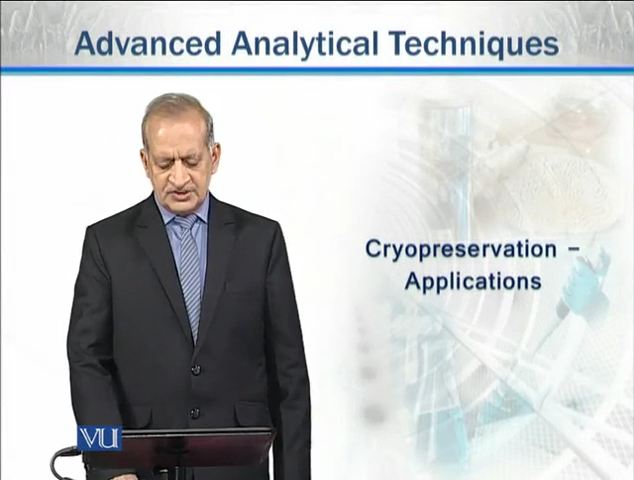 Advanced Analytical Techniques
Cryopreservation –
Applications
VU